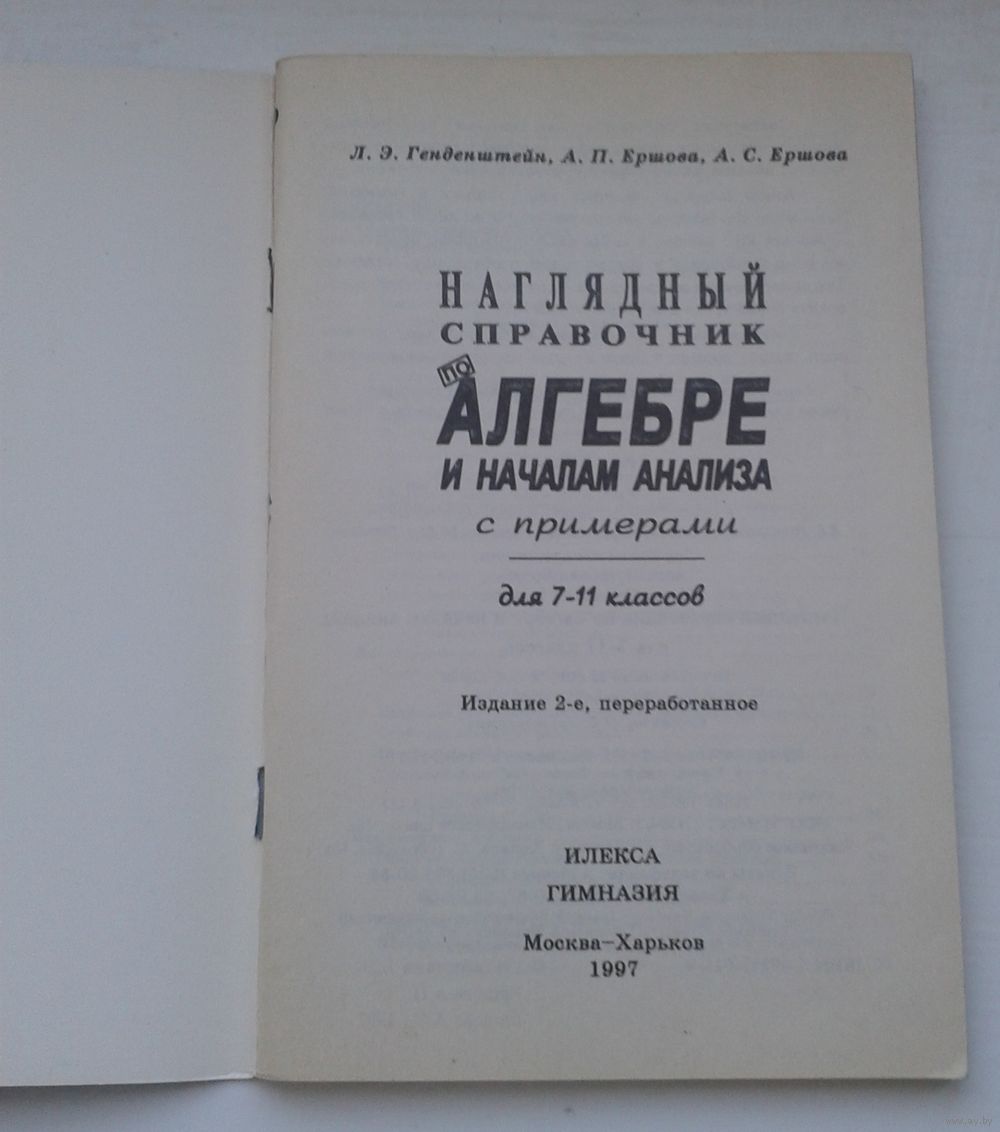 Л. Э. Генденштейн, А. П. Ершова, А. С. Ершова
НАГЛЯДНЫЙ
СПРАВОЧНИК
ПО
АЛГЕБРЕ
И НАЧАЛАМ АНАЛИЗА
с примерами
для 7-11 классов
Издание 2-е, переработанное
ИЛЕКСА
ГИМНАЗИЯ
Москва–Харьков
1997